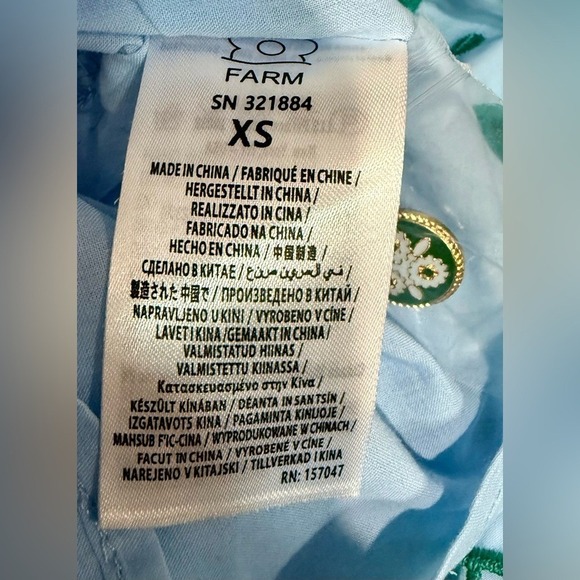 FARM
SN 321884
XS
MADE IN CHINA / FABRIQUÉ EN CHINE /
HERGESTELLT IN CHINA /
REALIZZATO IN CINA /
FABRICADO NA CHINA /
HECHO EN CHINA / 中国製造 /
СДЕЛАНО В КИТАЕ / صنع في الصين /
製造された 中国で / ПРОИЗВЕДЕНО В КИТАЙ /
NAPRAVLJENO U KINI / VYROBENO V CÍNE /
LAVET I KINA /GEMAAKT IN CHINA /
VALMISTATUD HIINAS /
VALMISTETTU KIINASSA /
Κατασκευασμένο στην Κίνα /
KÉSZÜLT KÍNÁBAN / DÉANTA IN SAN TSÍN /
IZGATAVOTS KINA / PAGAMINTA KINIJOJE /
MAHSUB F'IC-CINA / WYPRODUKOWANE W CHINACH /
FACUT IN CHINA / VYROBENÉ V CÍNE /
NAREJENO V KITAJSKI / TILLVERKAD I KINA
RN: 157047